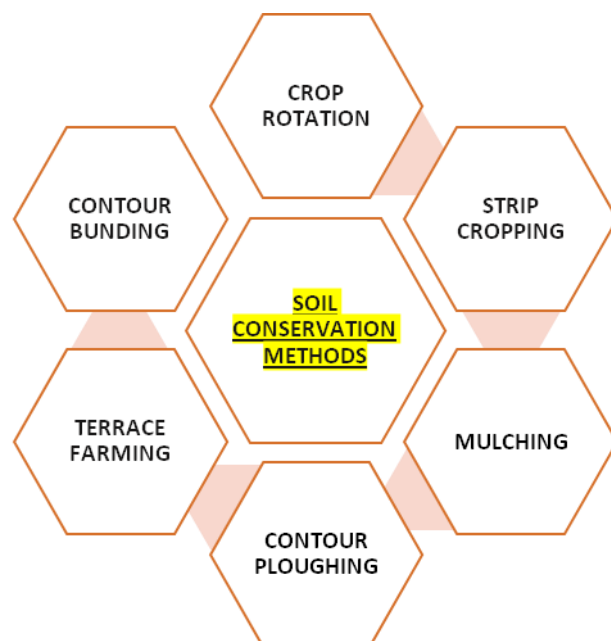 CROP
ROTATION
CONTOUR
BUNDING
STRIP
CROPPING
SOIL
CONSERVATION
METHODS
TERRACE
FARMING
MULCHING
CONTOUR
PLOUGHING